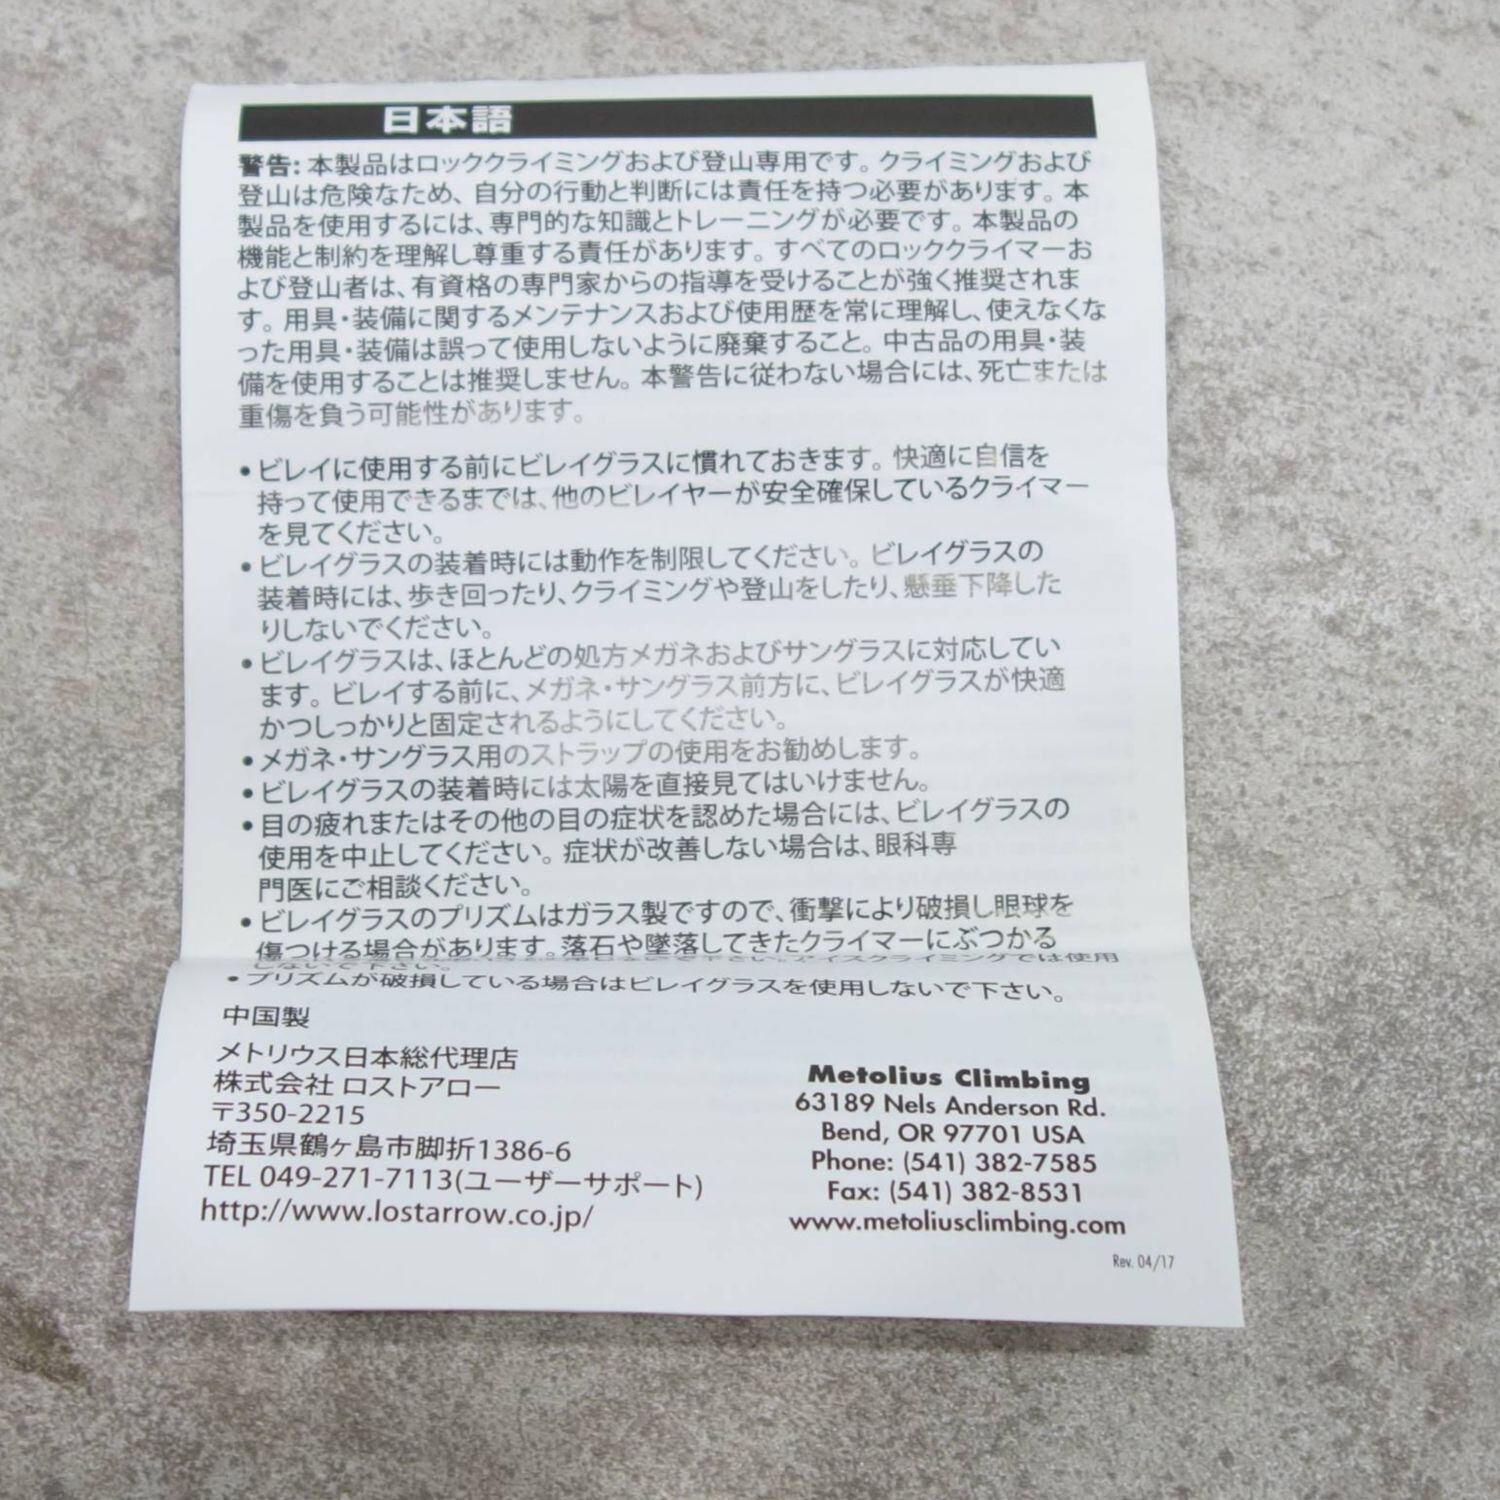 日本語
警告: 本製品はロッククライミングおよび登山専用です。クライミングおよび
登山は危険なため、自分の行動と判断には責任を持つ必要があります。本
製品を使用するには、専門的な知識とトレーニングが必要です。本製品の
機能と制約を理解し尊重する責任があります。すべてのロッククライマーお
よび登山者は、有資格の専門家からの指導を受けることが強く推奨されま
す。用具・装備に関するメンテナンスおよび使用歴を常に理解し、使えなくな
った用具・装備は誤って使用しないように廃棄すること。中古品の用具・装
備を使用することは推奨しません。本警告に従わない場合には、死亡または
重傷を負う可能性があります。
• ビレイに使用する前にビレイグラスに慣れておきます。快適に自信を
持って使用できるまでは、他のビレイヤーが安全確保しているクライマー
を見てください。
• ビレイグラスの装着時には動作を制限してください。ビレイグラスの
装着時には、歩き回ったり、クライミングや登山をしたり、懸垂下降した
りしないでください。
• ビレイグラスは、ほとんどの処方メガネおよびサングラスに対応してい
ます。ビレイする前に、メガネ・サングラス前方に、ビレイグラスが快適
かつしっかりと固定されるようにしてください。
• メガネ・サングラス用のストラップの使用をお勧めします。
• ビレイグラスの装着時には太陽を直接見てはいけません。
• 目の疲れまたはその他の目の症状を認めた場合には、ビレイグラスの
使用を中止してください。症状が改善しない場合は、眼科専
門医にご相談ください。
• ビレイグラスのプリズムはガラス製ですので、衝撃により破損し眼球を
傷つける場合があります。落石や墜落してきたクライマーにぶつかる
アイスクライミングでは使用
しないで下さい。
• プリズムが破損している場合はビレイグラスを使用しないで下さい。
中国製
メトリウス日本総代理店
株式会社 ロストアロー
〒350-2215
埼玉県鶴ヶ島市脚折1386-6
TEL 049-271-7113(ユーザーサポート)
http://www.lostarrow.co.jp/
Metolius Climbing
63189 Nels Anderson Rd.
Bend, OR 97701 USA
Phone: (541) 382-7585
Fax: (541) 382-8531
www.metoliusclimbing.com
Rev. 04/17